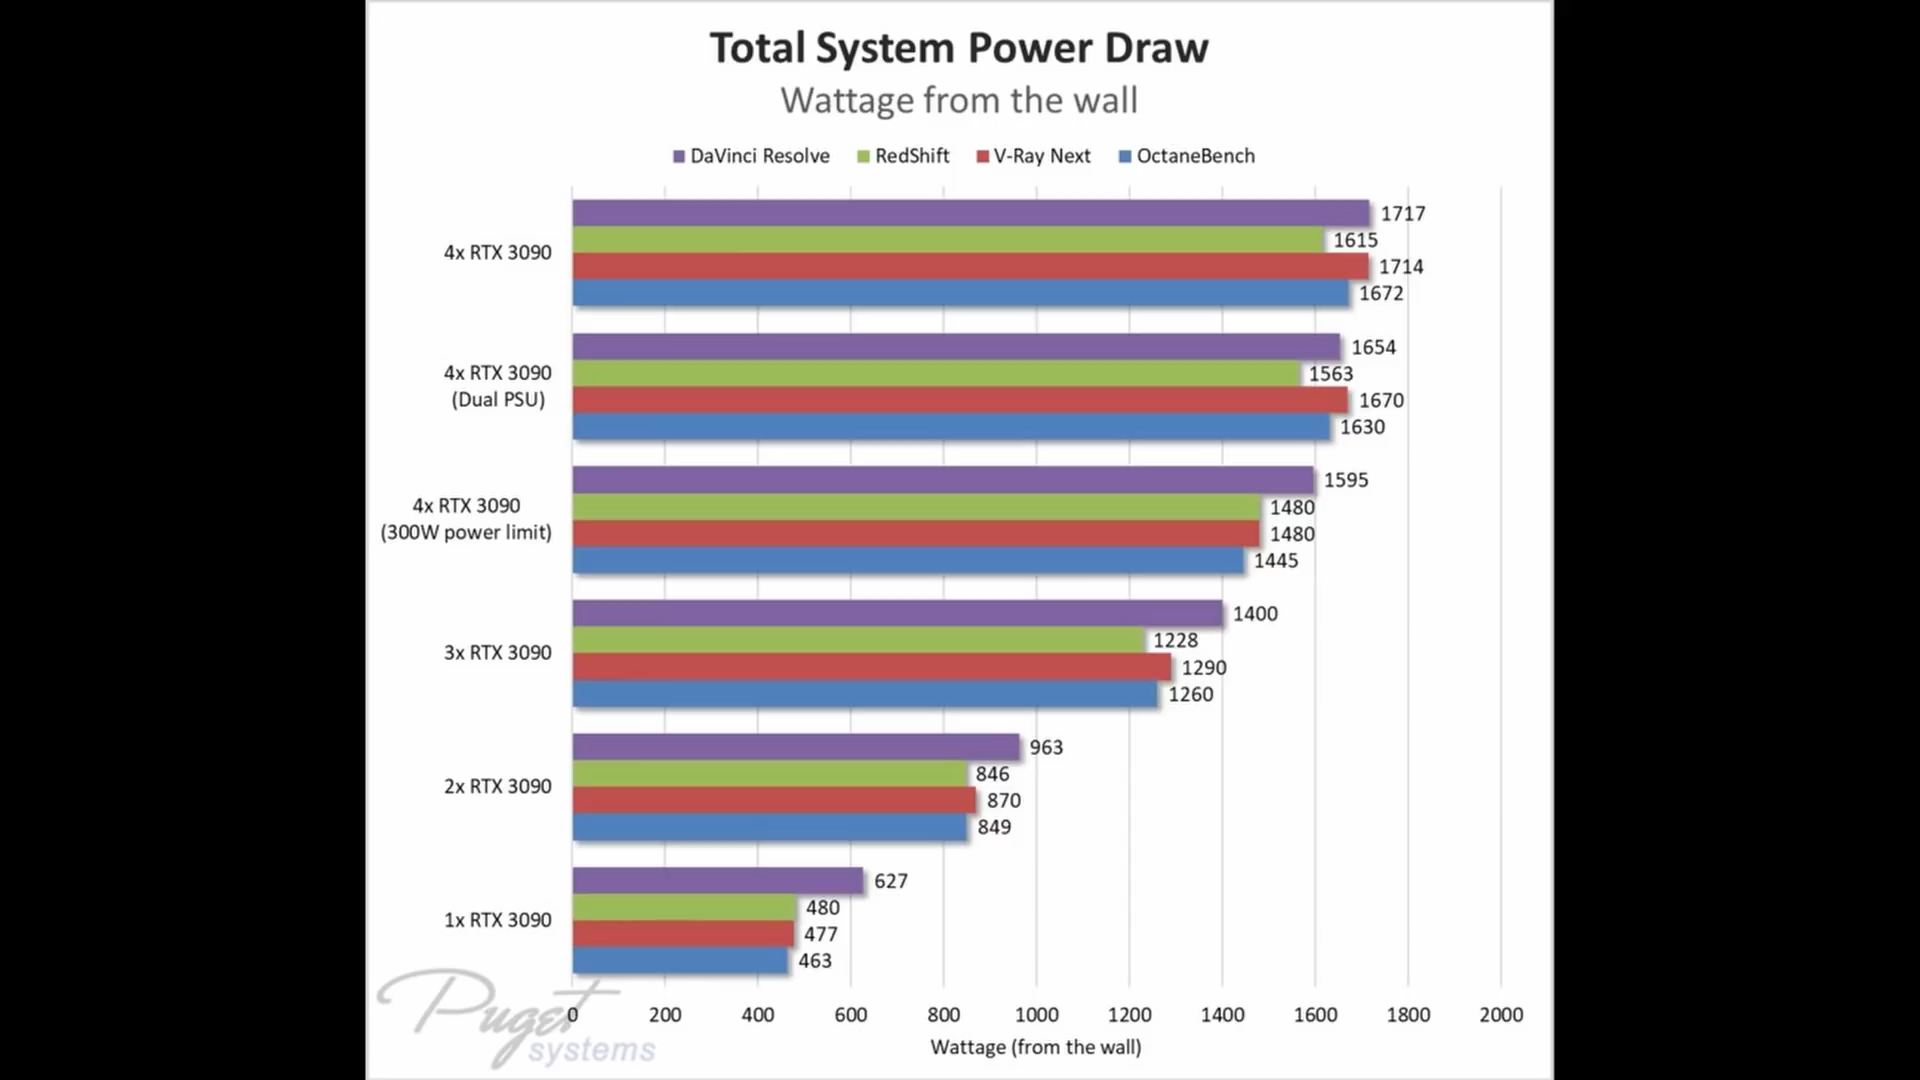 Total System Power Draw
Wattage from the wall
DaVinci Resolve RedShift V-Ray Next OctaneBench
4x RTX 3090
1717
1615
1714
1672
4x RTX 3090
(Dual PSU)
1654
1563
1670
1630
4x RTX 3090
(300W power limit)
1595
1480
1480
1445
3x RTX 3090
1400
1228
1290
1260
2x RTX 3090
963
846
870
849
1x RTX 3090
627
480
477
463
0 200 400 600 800 1000 1200 1400 1600 1800 2000
Wattage (from the wall)
Puget
systems